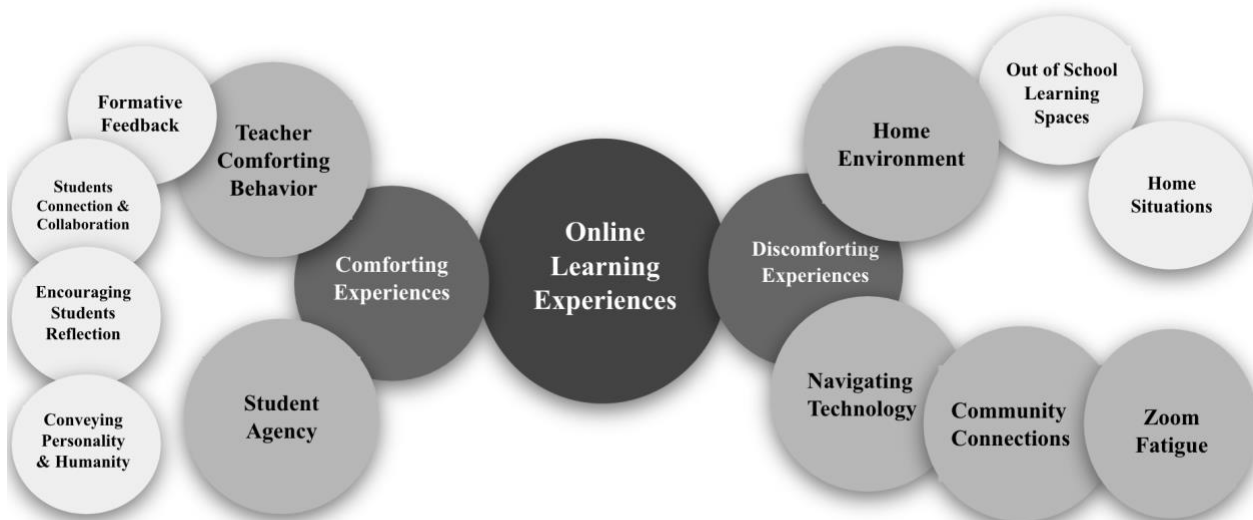 Formative
Feedback
Students
Connection &
Collaboration
Encouraging
Students
Reflection
Conveying
Personality
& Humanity
Teacher
Comforting
Behavior
Student
Agency
Comforting
Experiences
Online
Learning
Experiences
Discomforting
Experiences
Home
Environment
Out of School
Learning
Spaces
Home
Situations
Navigating
Technology
Community
Connections
Zoom
Fatigue